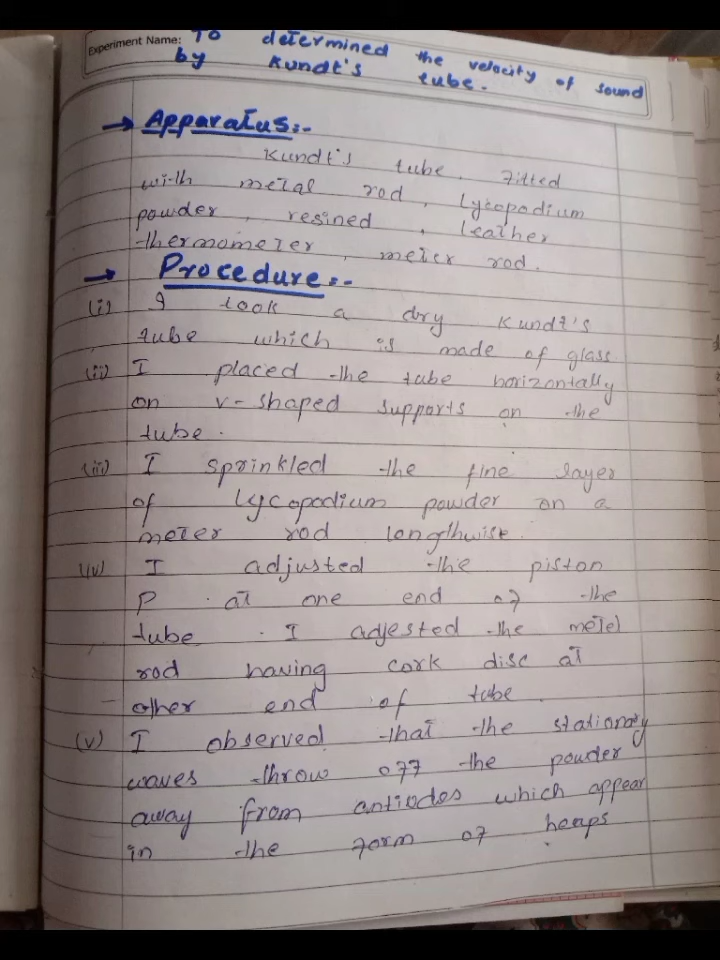 Experiment Name: To determined the velocity of sound
by Kundt's tube.
→ Apparatus:-
Kundt's tube. Fitted
with metal rod, Lycopodium
powder, resined, leather
thermometer, meter rod.
→ Procedure:-
(i) I took a dry Kundt's
tube which is made of glass.
(ii) I placed the tube horizontally
on v-shaped supports on the
tube.
(iii) I sprinkled the fine layer
of Lycopodium powder on a
meter rod longthwise.
(iv) I adjusted the piston
P at one end of the
tube. I adjested the metel
rod having cork disc at
other end of tube.
(v) I observed that the stationary
waves throw off the powder
away from antiodes which appear
in the form of heaps